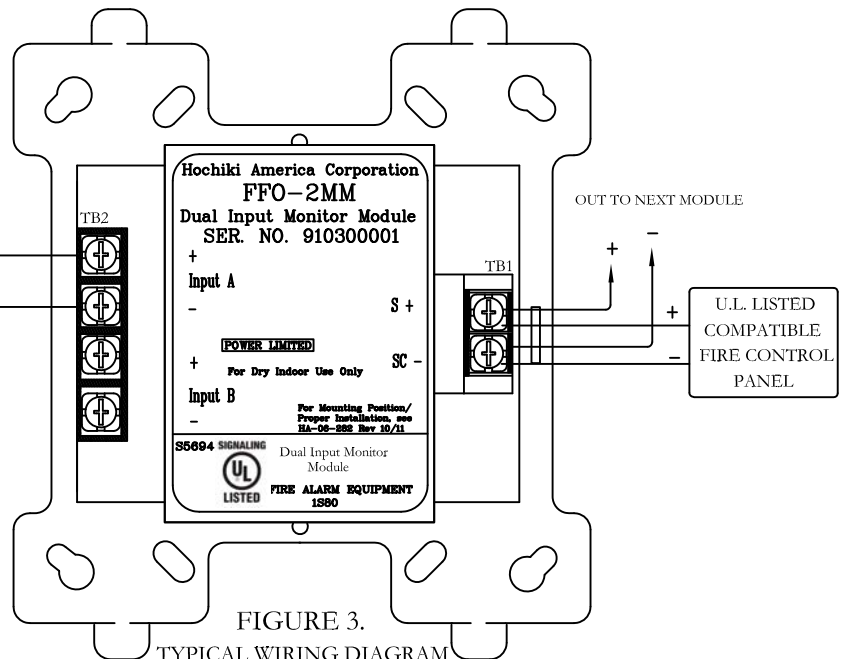 Hochiki America Corporation
FFO-2MM
Dual Input Monitor Module
SER. NO. 910300001
TB2
+
Input A
-
S +
POWER LIMITED
+
SC -
For Dry Indoor Use Only
Input B
-
For Mounting Position/
Proper Installation, see
HA-06-282 Rev 10/11
S5694
SIGNALING
UL
LISTED
Dual Input Monitor
Module
FIRE ALARM EQUIPMENT
1S80
TB1
OUT TO NEXT MODULE
+ -
+
-
U.L. LISTED
COMPATIBLE
FIRE CONTROL
PANEL
FIGURE 3.
TYPICAL WIRING DIAGRAM